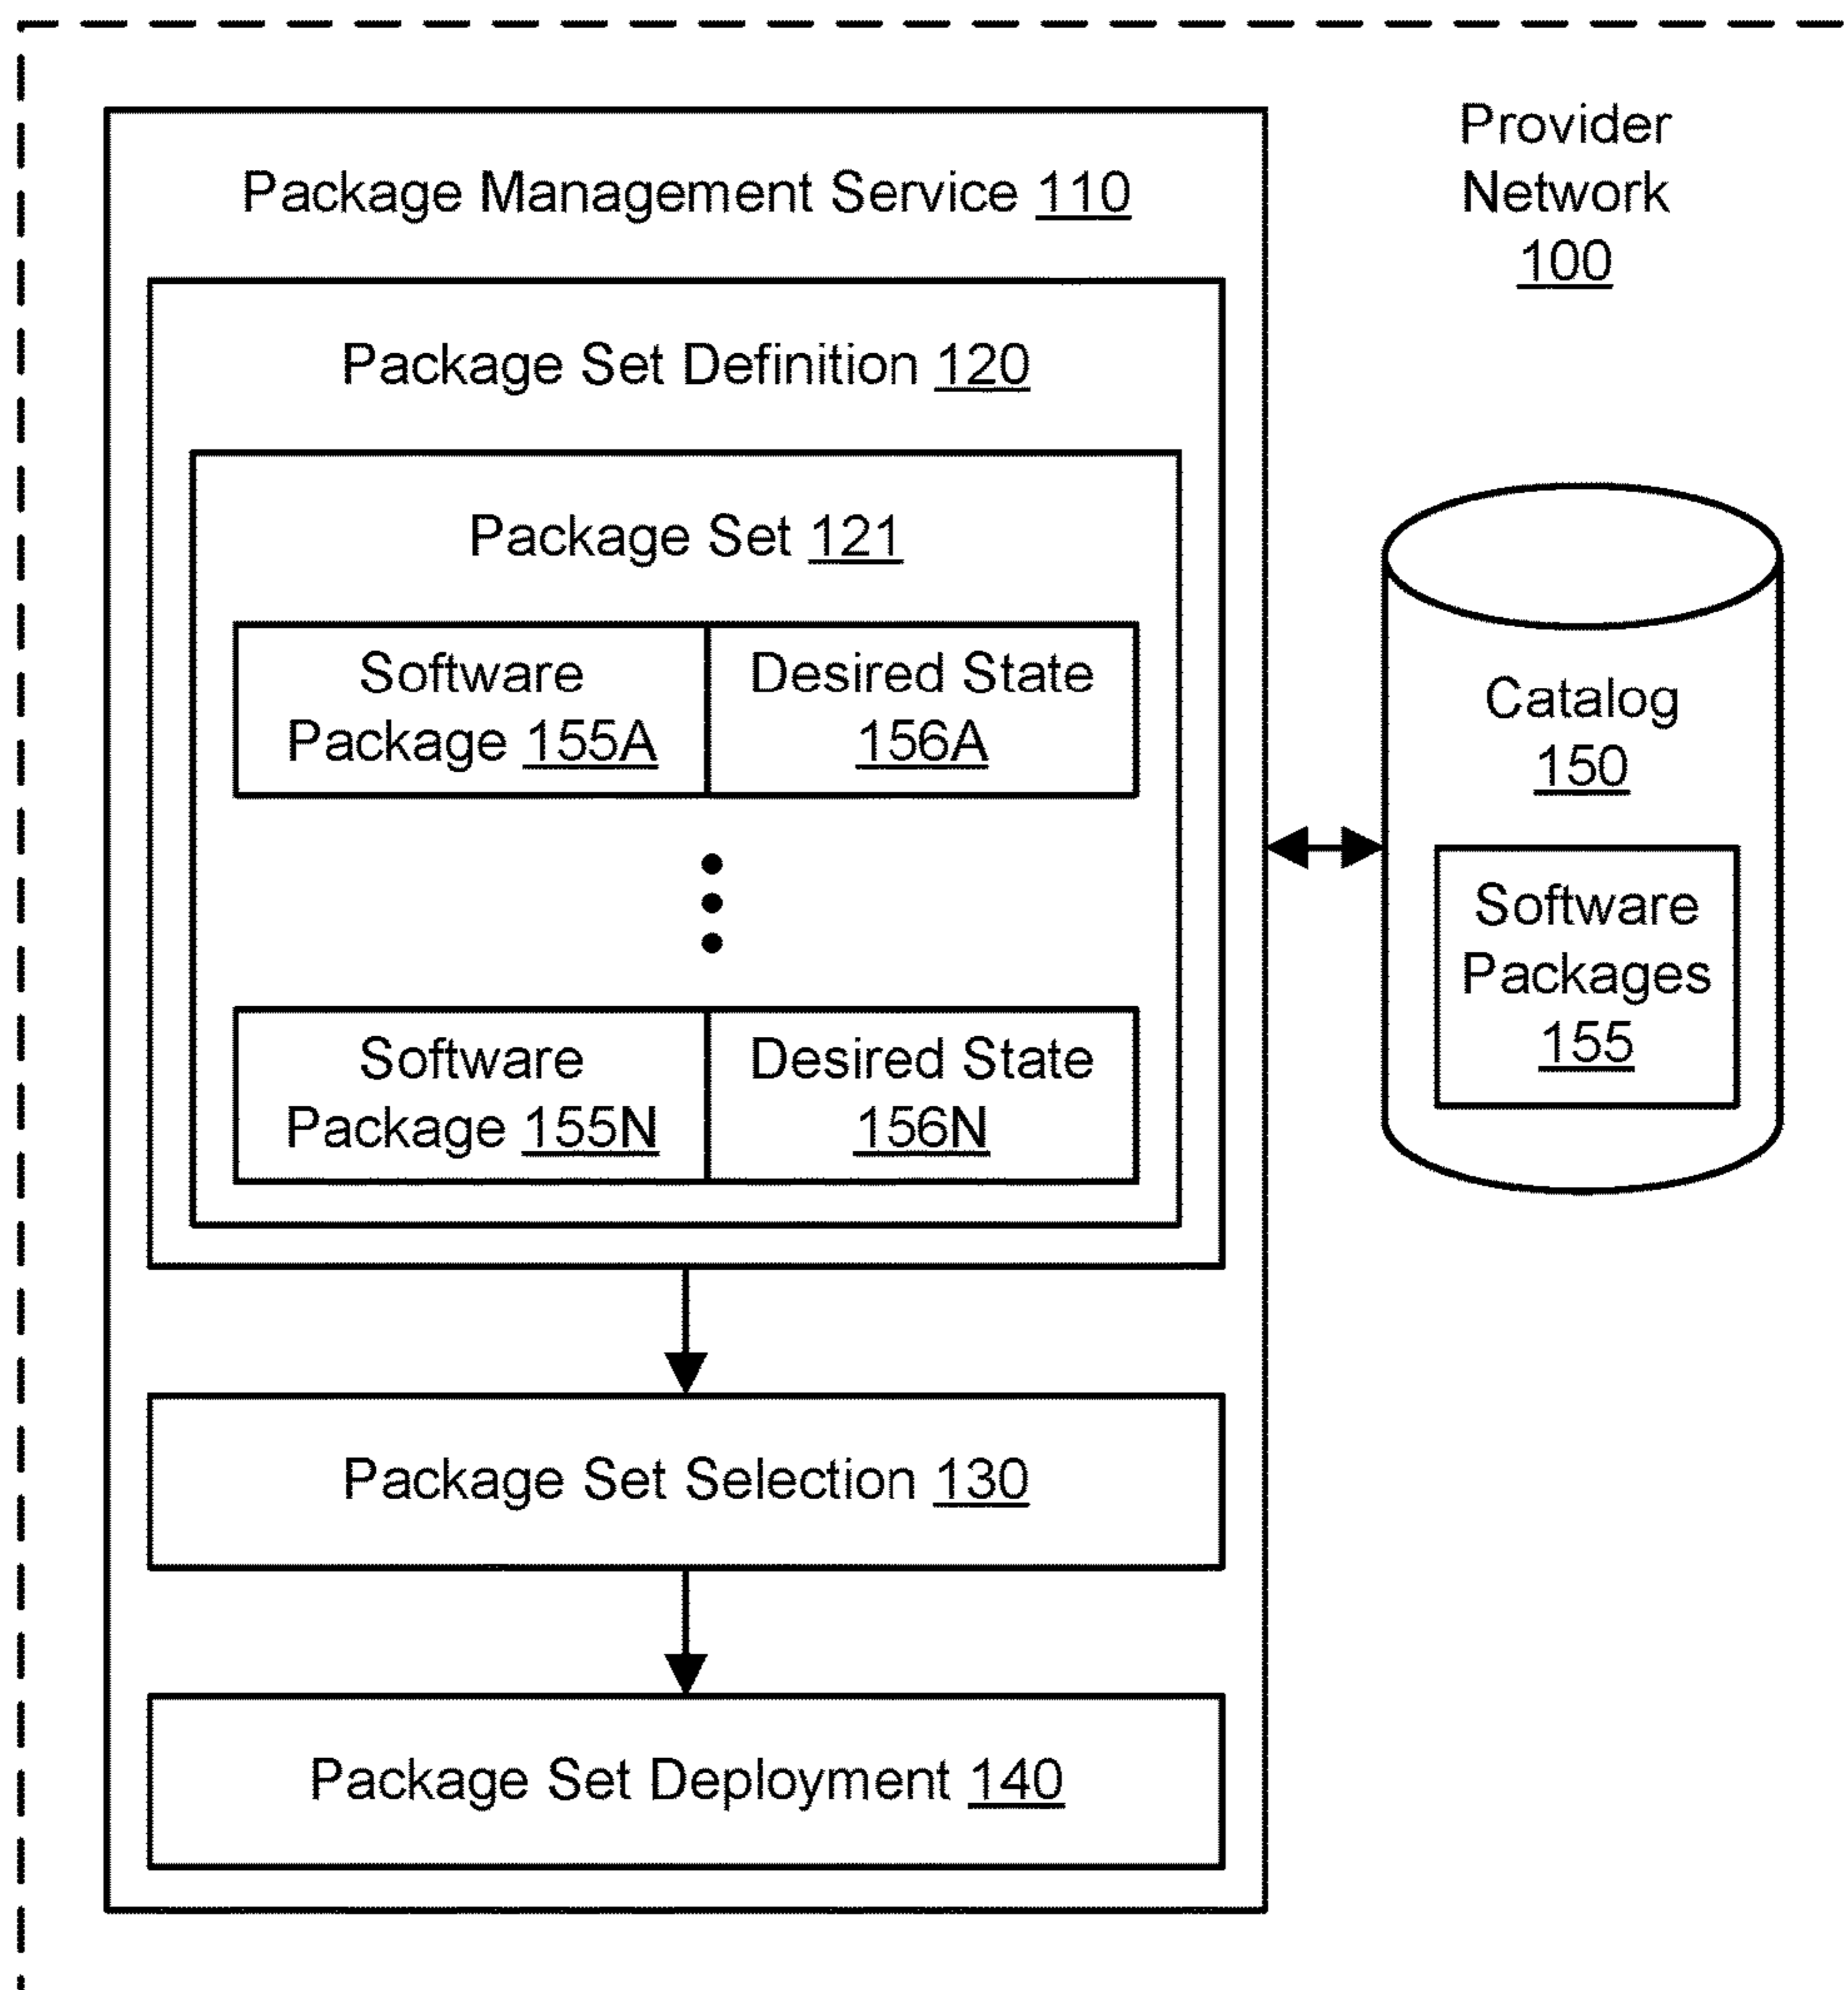 Provider
Network
100
Package Management Service 110
Package Set Definition 120
Package Set 121
Software
Package 155A
Desired State
156A
Software
Package 155N
Desired State
156N
Catalog
150
Software
Packages
155
Package Set Selection 130
Package Set Deployment 140